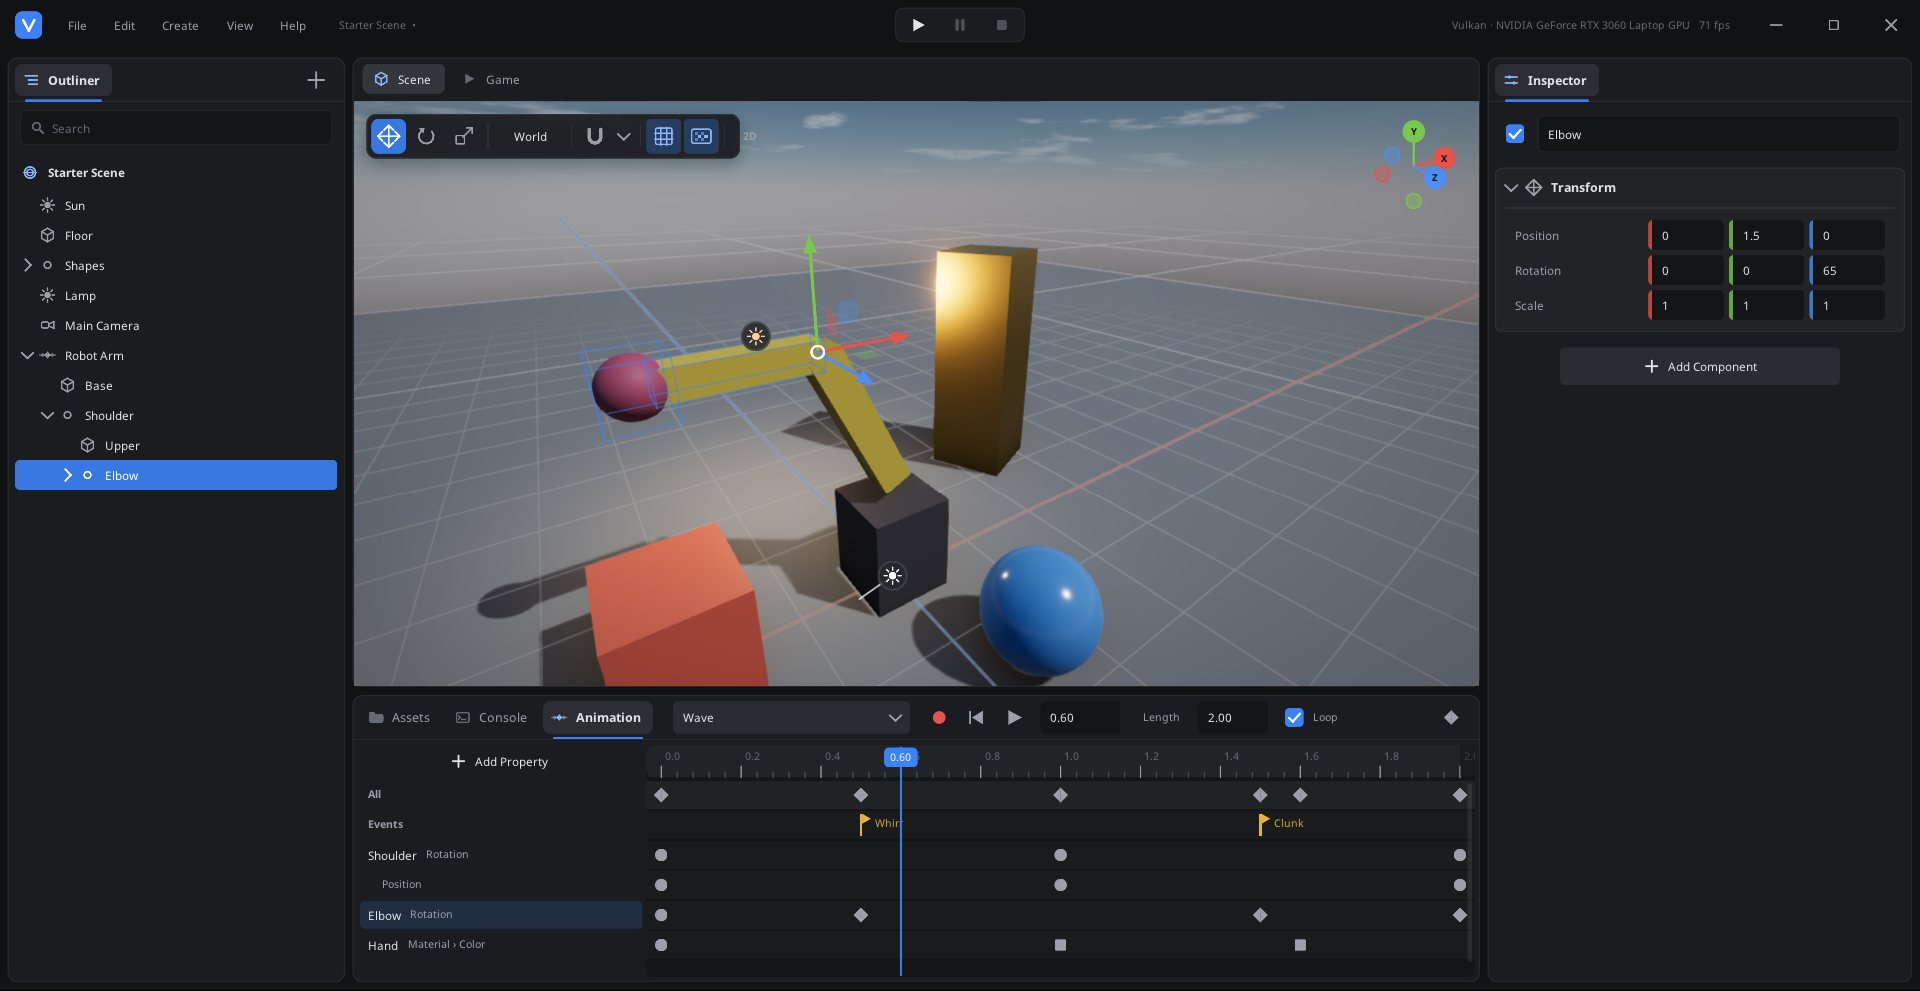 File Edit Create View Help Starter Scene •
Vulkan · NVIDIA GeForce RTX 3060 Laptop GPU 71 fps
Outliner
Search
Starter Scene
Sun
Floor
Shapes
Lamp
Main Camera
Robot Arm
Base
Shoulder
Upper
Elbow
Scene Game
World 2D
Y
X
Z
Inspector
Elbow
Transform
Position 0 1.5 0
Rotation 0 0 65
Scale 1 1 1
Add Component
Assets Console Animation Wave 0.60 Length 2.00 Loop
Add Property
0.0 0.2 0.4 0.60 0.8 1.0 1.2 1.4 1.6 1.8
All
Events Whirr Clunk
Shoulder Rotation
Position
Elbow Rotation
Hand Material › Color